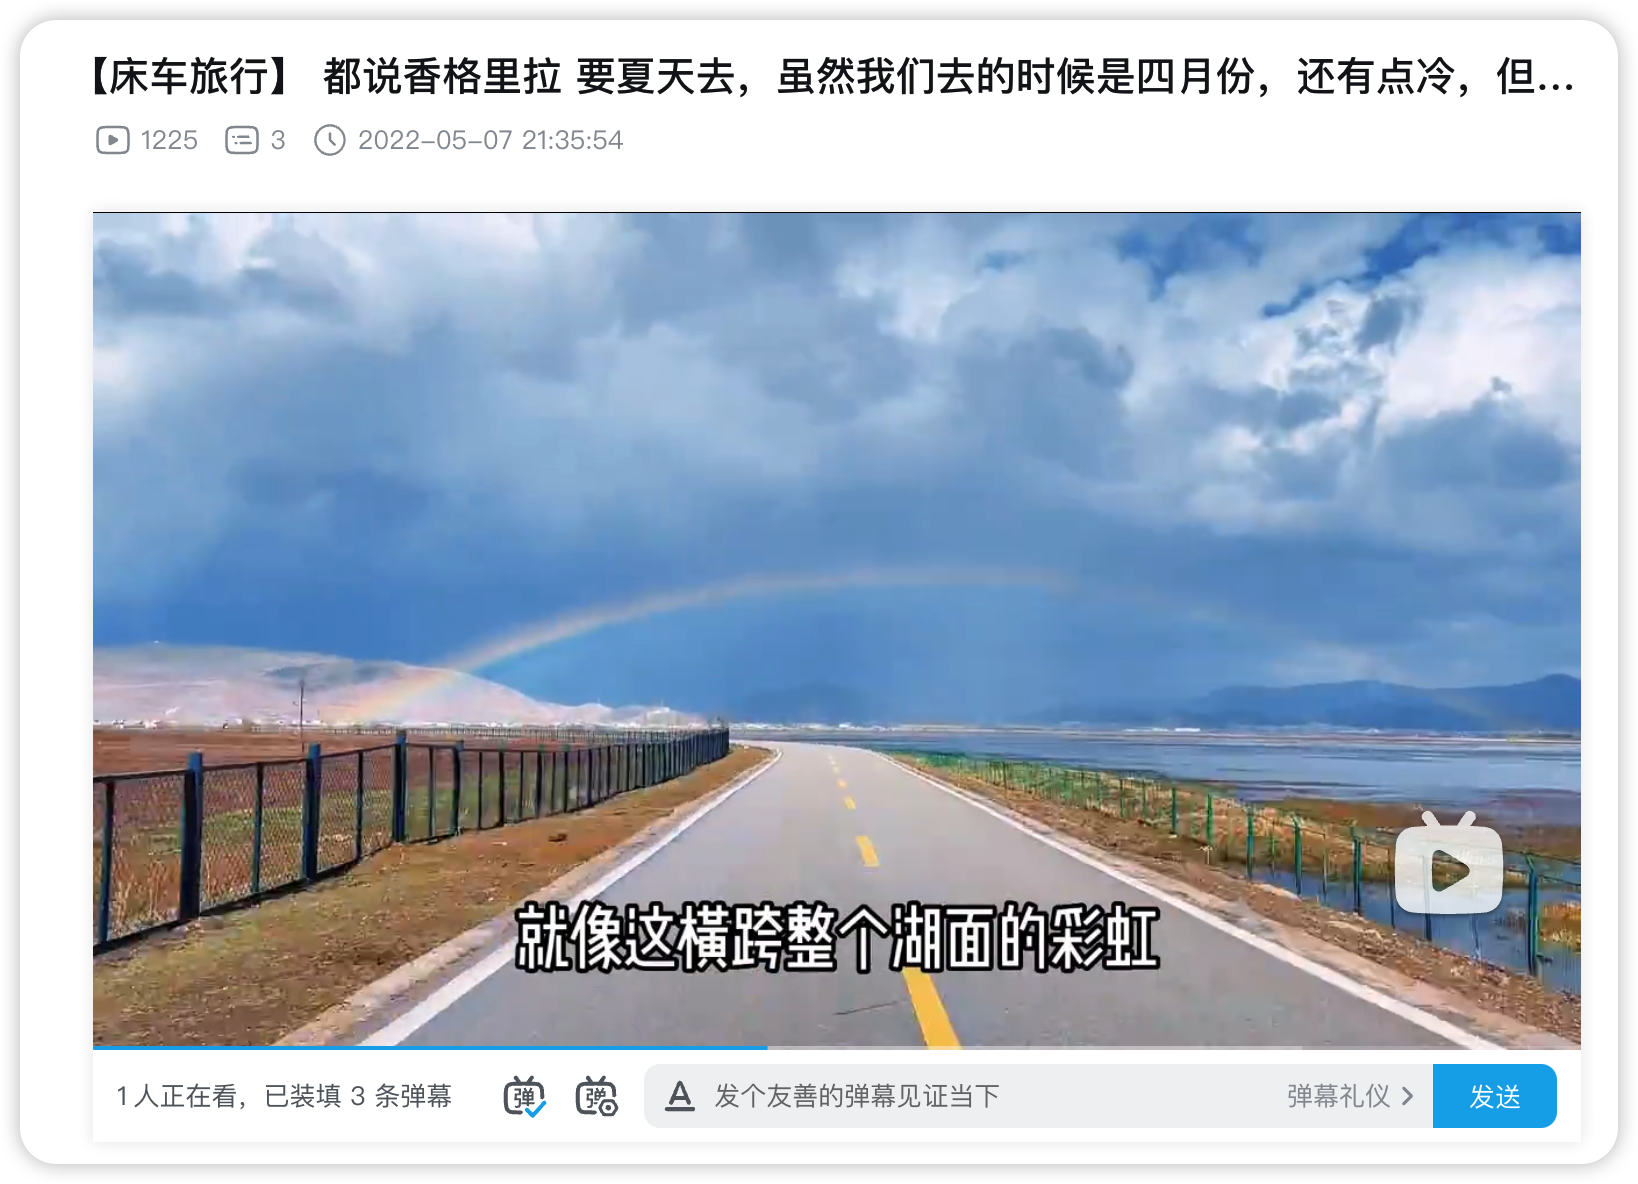 【床车旅行】 都说香格里拉 要夏天去，虽然我们去的时候是四月份，还有点冷，但...
1225 3 2022-05-07 21:35:54
就像这橫跨整个湖面的彩虹
1人正在看，已装填 3 条弹幕 弹 弹 A 发个友善的弹幕见证当下 弹幕礼仪 > 发送